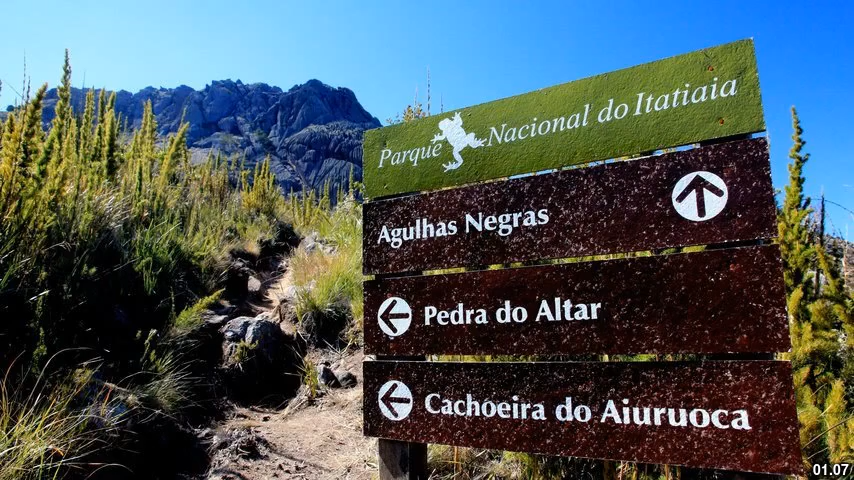 Parque Nacional do Itatiaia
Agulhas Negras
Pedra do Altar
Cachoeira do Aiuruoca
01.07